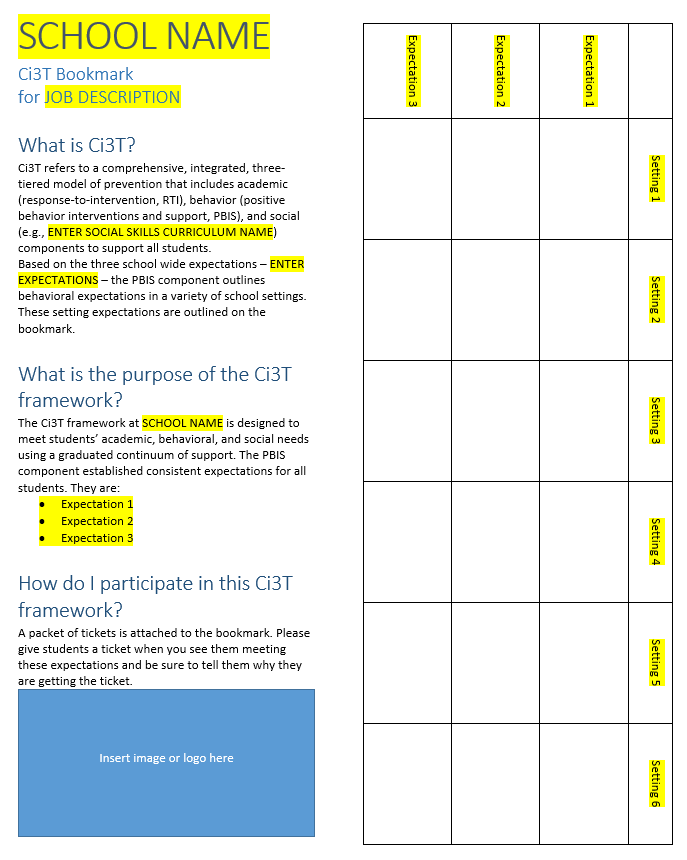 SCHOOL NAME
Ci3T Bookmark
for JOB DESCRIPTION
What is Ci3T?
Ci3T refers to a comprehensive, integrated, three-
tiered model of prevention that includes academic
(response-to-intervention, RTI), behavior (positive
behavior interventions and support, PBIS), and social
(e.g., ENTER SOCIAL SKILLS CURRICULUM NAME)
components to support all students.
Based on the three school wide expectations – ENTER
EXPECTATIONS – the PBIS component outlines
behavioral expectations in a variety of school settings.
These setting expectations are outlined on the
bookmark.
What is the purpose of the Ci3T
framework?
The Ci3T framework at SCHOOL NAME is designed to
meet students’ academic, behavioral, and social needs
using a graduated continuum of support. The PBIS
component established consistent expectations for all
students. They are:
• Expectation 1
• Expectation 2
• Expectation 3
How do I participate in this Ci3T
framework?
A packet of tickets is attached to the bookmark. Please
give students a ticket when you see them meeting
these expectations and be sure to tell them why they
are getting the ticket.
Insert image or logo here
Expectation 3
Expectation 2
Expectation 1
Setting 1
Setting 2
Setting 3
Setting 4
Setting 5
Setting 6